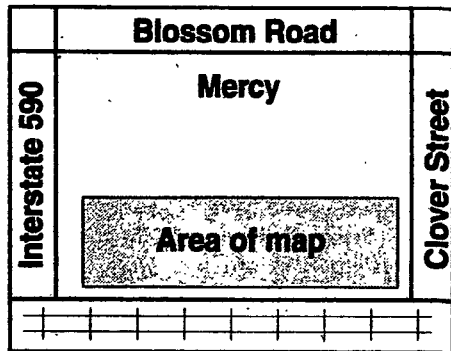 Blossom Road
Mercy
Interstate 590
Area of map
Clover Street